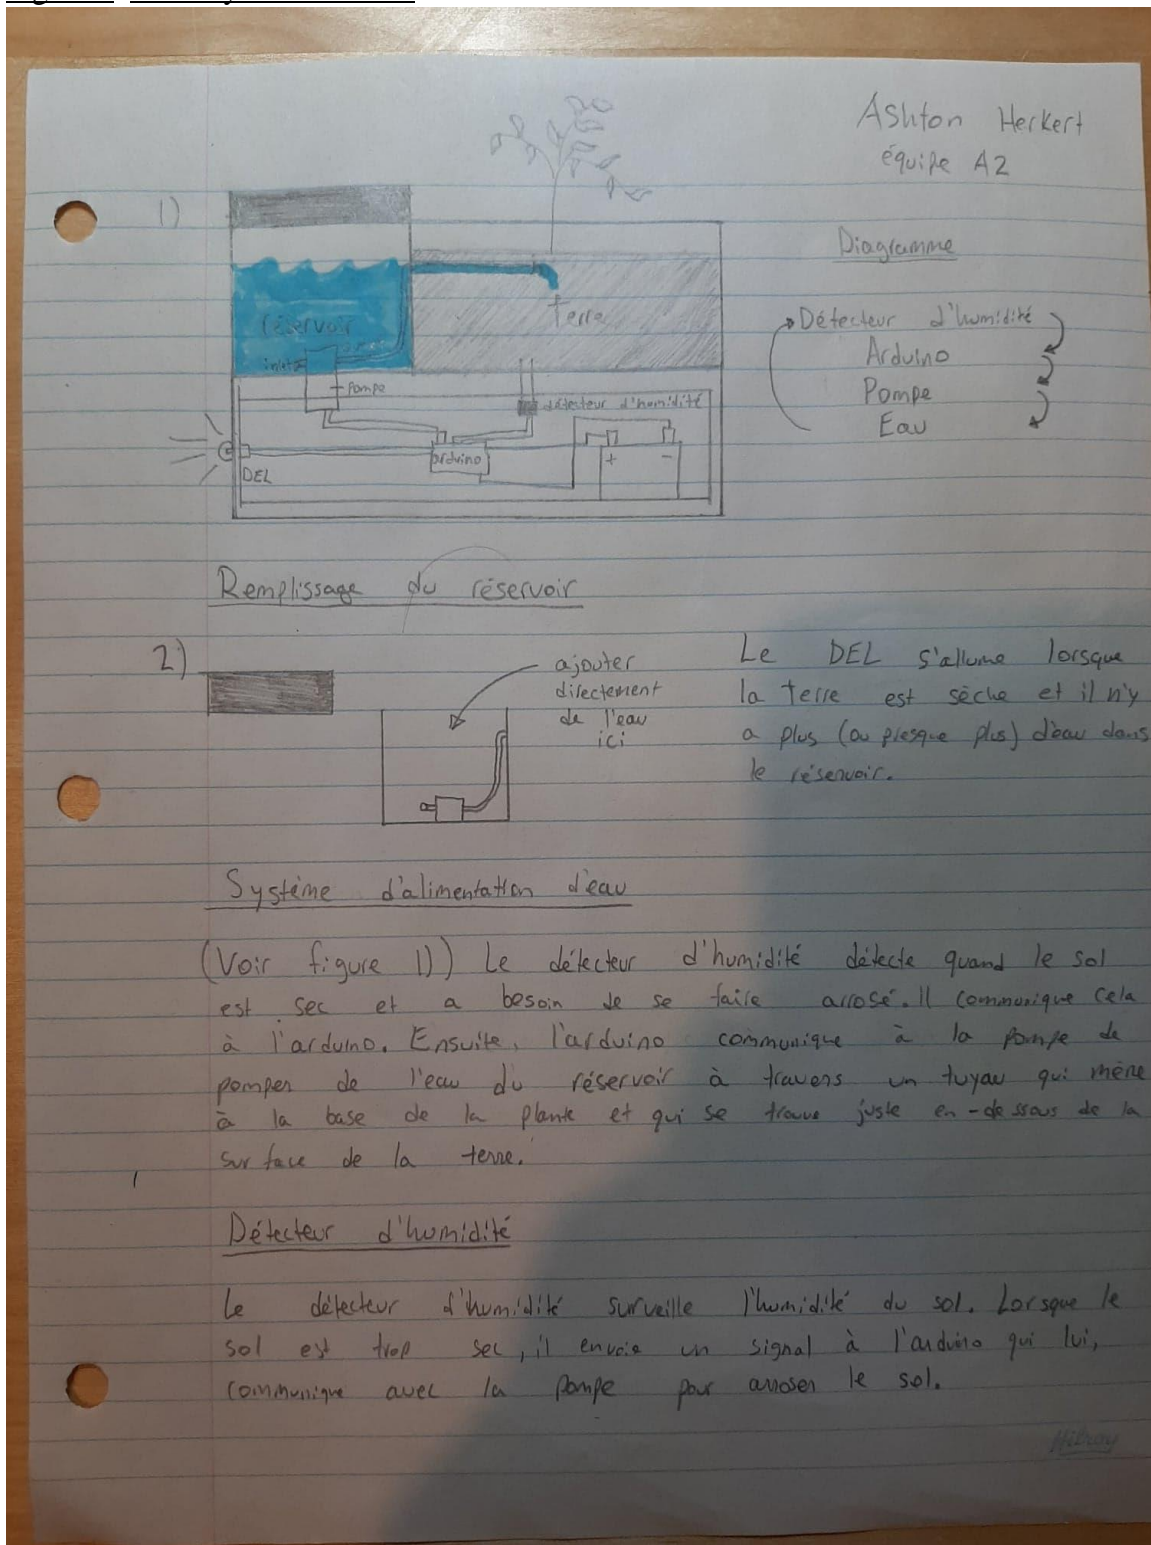 Ashton Herkert
équipe A2
1)
Diagramme
réservoir
terre
inlet
pompe
détecteur d'humidité
arduino
+
-
DEL
Détecteur d'humidité
Arduino
Pompe
Eau
Remplissage du réservoir
2)
ajouter
directement
de l'eau
ici
Le DEL s'allume lorsque
la terre est sèche et il n'y
a plus (ou presque plus) d'eau dans
le réservoir.
Système d'alimentation d'eau
(Voir figure 1)) Le détecteur d'humidité détecte quand le sol
est sec et a besoin de se faire arrosé. Il communique cela
à l'arduino. Ensuite, l'arduino communique à la pompe de
pomper de l'eau du réservoir à travers un tuyau qui mène
à la base de la plante et qui se trouve juste en-dessous de la
surface de la terre.
Détecteur d'humidité
Le détecteur d'humidité surveille l'humidité du sol. Lorsque le
sol est trop sec, il envoie un signal à l'arduino qui lui,
communique avec la pompe pour arroser le sol.
Hilroy